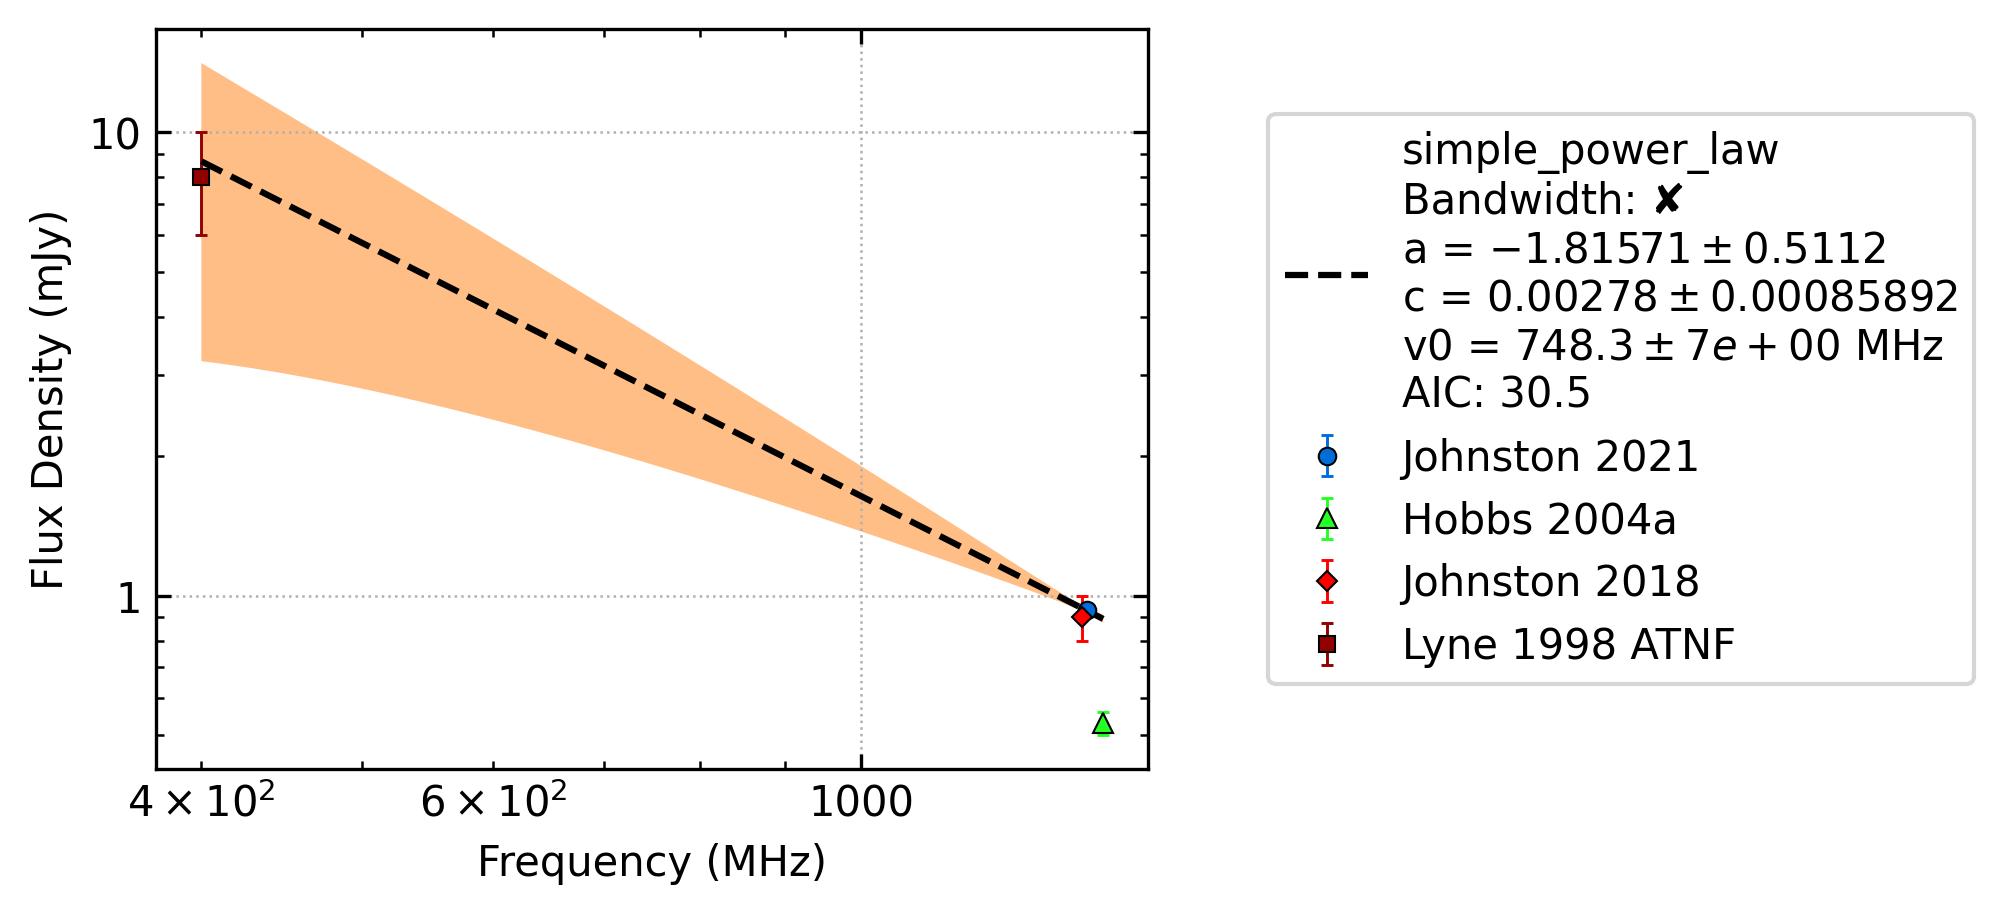 10
1
Flux Density (mJy)
4 × 10²
6 × 10²
1000
Frequency (MHz)
simple_power_law
Bandwidth: ✘
a = −1.81571 ± 0.5112
c = 0.00278 ± 0.00085892
v0 = 748.3 ± 7e + 00 MHz
AIC: 30.5
Johnston 2021
Hobbs 2004a
Johnston 2018
Lyne 1998 ATNF